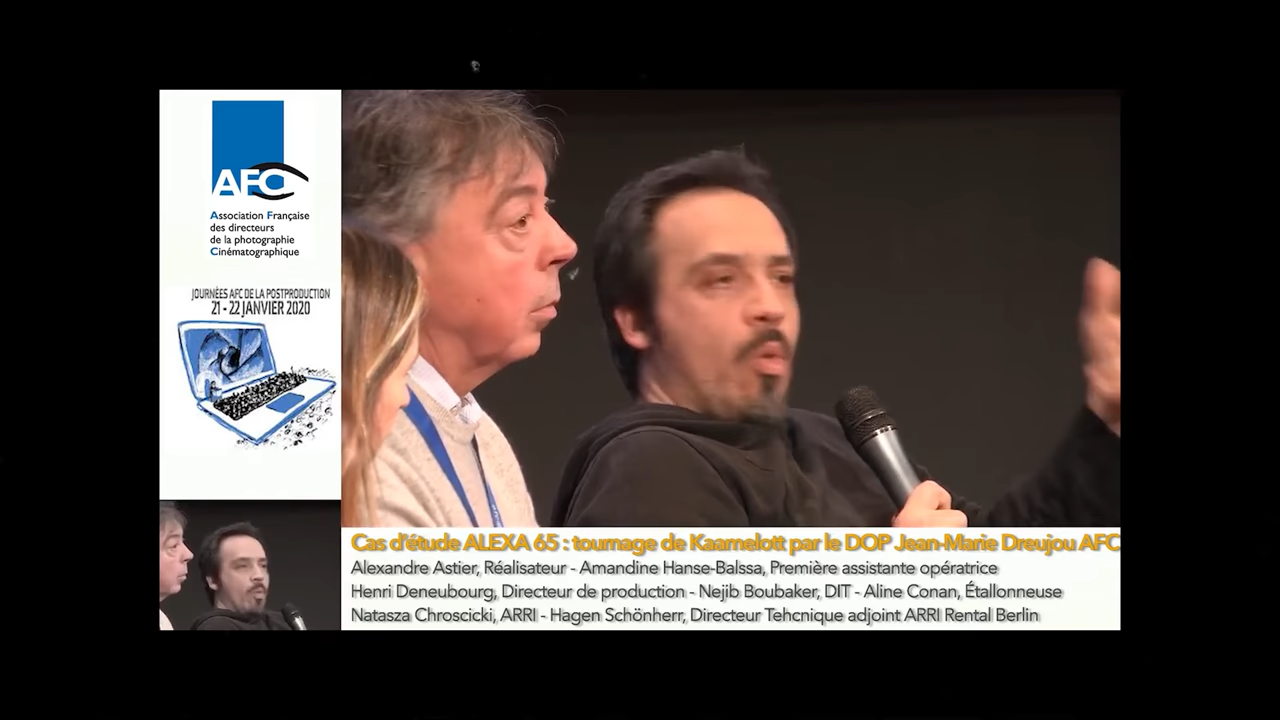 AFC
Association Française
des directeurs
de la photographie
Cinématographique
JOURNÉES AFC DE LA POSTPRODUCTION
21 - 22 JANVIER 2020
Cas d'étude ALEXA 65 : tournage de Kaamelott par le DOP Jean-Marie Dreujou AFC
Alexandre Astier, Réalisateur - Amandine Hanse-Balssa, Première assistante opératrice
Henri Deneubourg, Directeur de production - Nejib Boubaker, DIT - Aline Conan, Étallonneuse
Natasza Chroscicki, ARRI - Hagen Schönherr, Directeur Tehcnique adjoint ARRI Rental Berlin